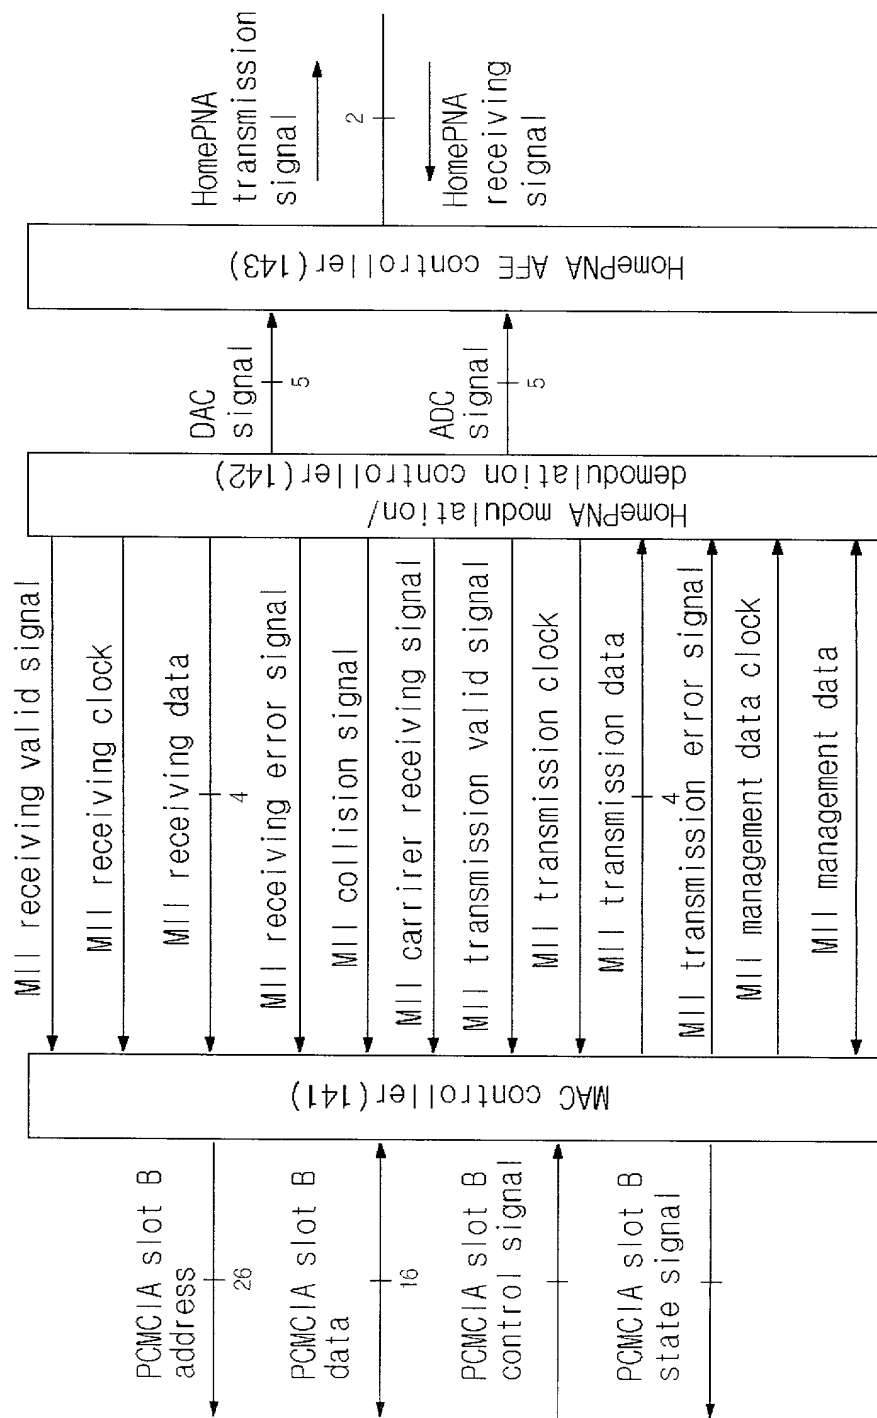 PCMCIA slot B
address
26
PCMCIA slot B
data
16
PCMCIA slot B
control signal
PCMCIA slot B
state signal
MAC controller(141)
MII receiving valid signal
MII receiving clock
MII receiving data
4
MII receiving error signal
MII collision signal
MII carrirer receiving signal
MII transmission valid signal
MII transmission clock
MII transmission data
4
MII transmission error signal
MII management data clock
MII management data
HomePNA modulation/
demodulation controller(142)
DAC
signal
5
ADC
signal
5
HomePNA AFE controller(143)
HomePNA
transmission
signal
2
HomePNA
receiving
signal